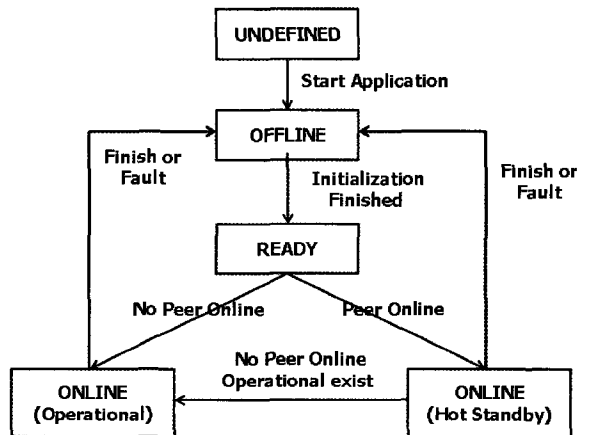 UNDEFINED
Start Application
OFFLINE
Finish or
Fault
Initialization
Finished
Finish or
Fault
READY
No Peer Online
Peer Online
No Peer Online
Operational exist
ONLINE
(Operational)
ONLINE
(Hot Standby)